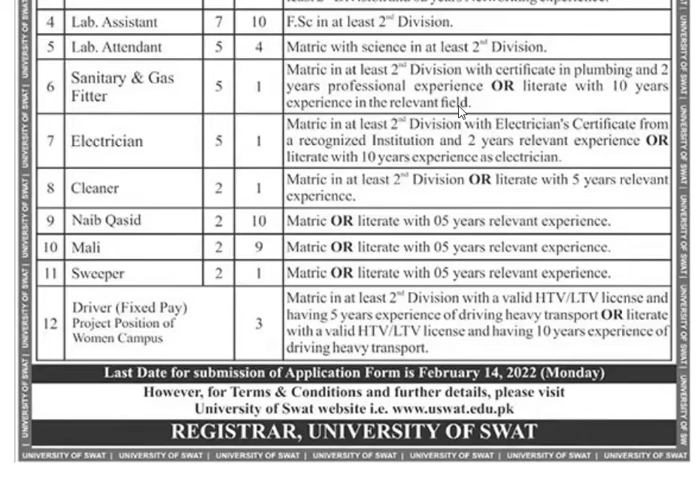 4 Lab. Assistant 7 10 F.Sc in at least 2nd Division.
5 Lab. Attendant 5 4 Matric with science in at least 2nd Division.
6 Sanitary & Gas Fitter 5 1 Matric in at least 2nd Division with certificate in plumbing and 2
years professional experience OR literate with 10 years
experience in the relevant field.
7 Electrician 5 1 Matric in at least 2nd Division with Electrician's Certificate from
a recognized Institution and 2 years relevant experience OR
literate with 10 years experience as electrician.
8 Cleaner 2 1 Matric in at least 2nd Division OR literate with 5 years relevant
experience.
9 Naib Qasid 2 10 Matric OR literate with 05 years relevant experience.
10 Mali 2 9 Matric OR literate with 05 years relevant experience.
11 Sweeper 2 1 Matric OR literate with 05 years relevant experience.
12 Driver (Fixed Pay) Project Position of Women Campus 3 Matric in at least 2nd Division with a valid HTV/LTV license and
having 5 years experience of driving heavy transport OR literate
with a valid HTV/LTV license and having 10 years experience of
driving heavy transport.
Last Date for submission of Application Form is February 14, 2022 (Monday)
However, for Terms & Conditions and further details, please visit
University of Swat website i.e. www.uswat.edu.pk
REGISTRAR, UNIVERSITY OF SWAT
UNIVERSITY OF SWAT | UNIVERSITY OF SWAT | UNIVERSITY OF SWAT | UNIVERSITY OF SWAT | UNIVERSITY OF SWAT | UNIVERSITY OF SWAT | UNIVERSITY OF SWAT